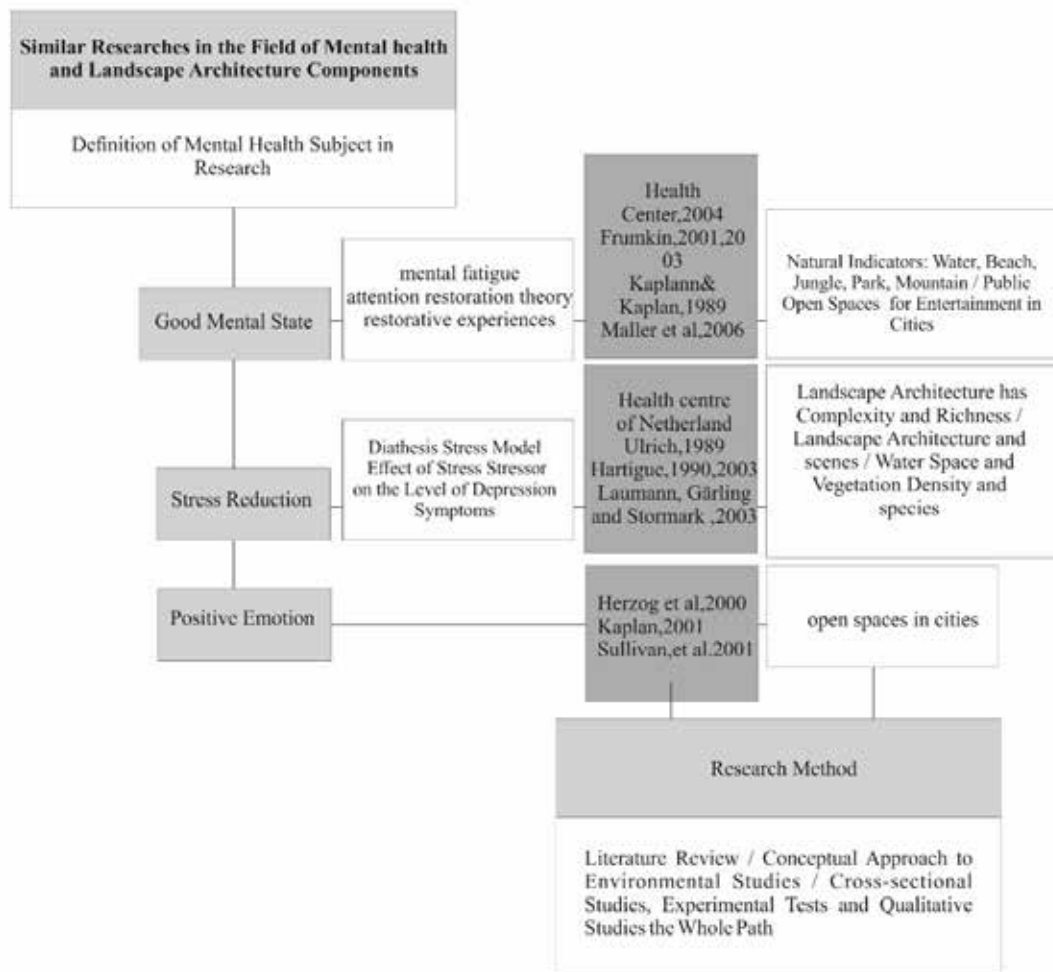 Similar Researches in the Field of Mental health
and Landscape Architecture Components
Definition of Mental Health Subject in
Research
Good Mental State
mental fatigue
attention restoration theory
restorative experiences
Health
Center,2004
Frumkin,2001,20
03
Kaplann&
Kaplan,1989
Maller et al,2006
Natural Indicators: Water, Beach,
Jungle, Park, Mountain / Public
Open Spaces for Entertainment in
Cities
Stress Reduction
Diathesis Stress Model
Effect of Stress Stressor
on the Level of Depression
Symptoms
Health centre
of Netherland
Ulrich,1989
Hartigue,1990,2003
Laumann, Gärling
and Stormark ,2003
Landscape Architecture has
Complexity and Richness /
Landscape Architecture and
scenes / Water Space and
Vegetation Density and
species
Positive Emotion
Herzog et al,2000
Kaplan,2001
Sullivan,et al.2001
open spaces in cities
Research Method
Literature Review / Conceptual Approach to
Environmental Studies / Cross-sectional
Studies, Experimental Tests and Qualitative
Studies the Whole Path